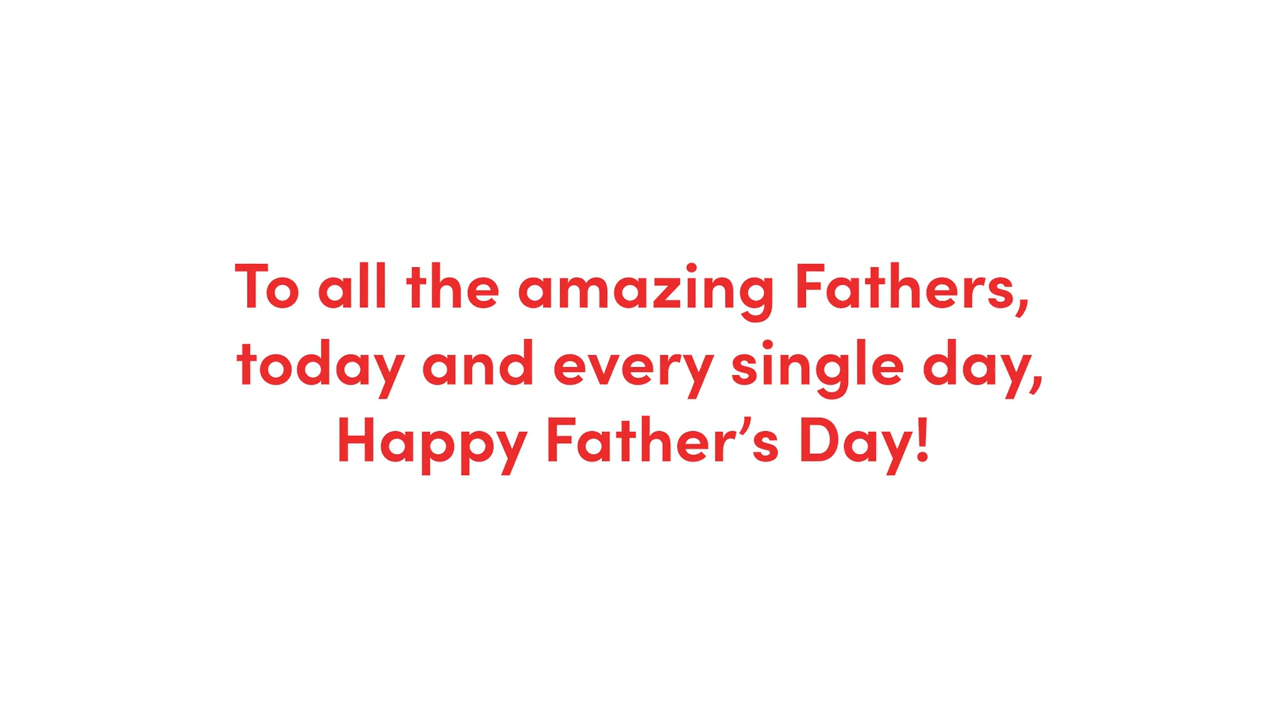 To all the amazing Fathers,
today and every single day,
Happy Father’s Day!